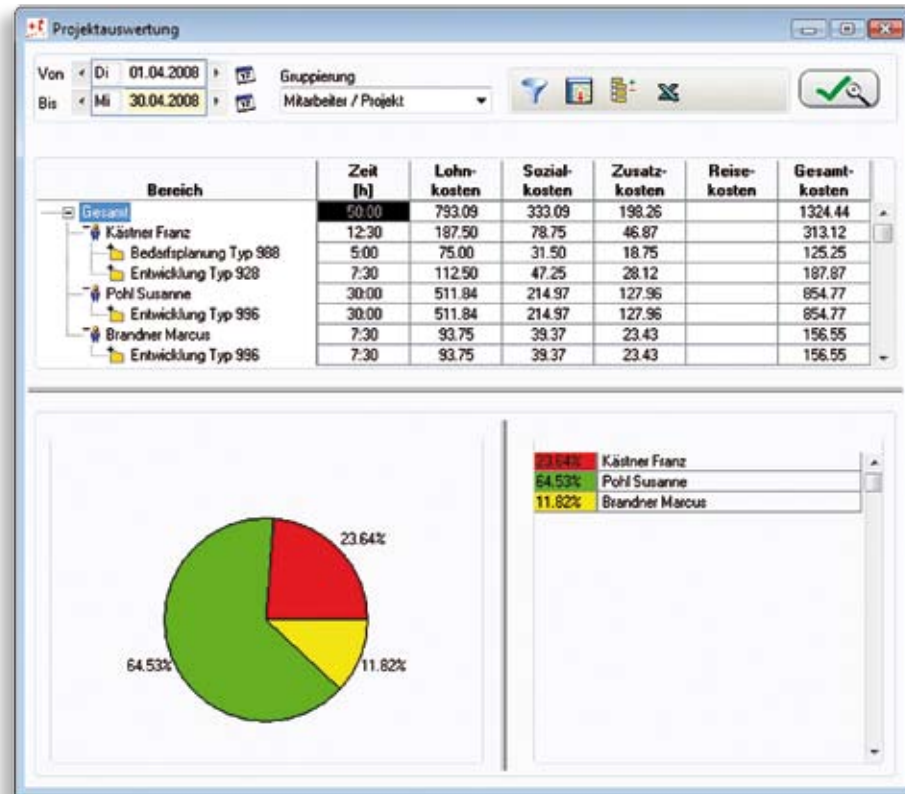 Projektauswertung
Von Di 01.04.2008 Gruppierung
Bis Mi 30.04.2008 Mitarbeiter / Projekt
Bereich Zeit [h] Lohn-kosten Sozial-kosten Zusatz-kosten Reise-kosten Gesamt-kosten
Gesamt 50:00 793.09 333.09 198.26 1324.44
Kästner Franz 12:30 187.50 78.75 46.87 313.12
Bedarfsplanung Typ 988 5:00 75.00 31.50 18.75 125.25
Entwicklung Typ 928 7:30 112.50 47.25 28.12 187.87
Pohl Susanne 30:00 511.84 214.97 127.96 854.77
Entwicklung Typ 996 30:00 511.84 214.97 127.96 854.77
Brandner Marcus 7:30 93.75 39.37 23.43 156.55
Entwicklung Typ 996 7:30 93.75 39.37 23.43 156.55
23.64%
64.53%
11.82%
23.64% Kästner Franz
64.53% Pohl Susanne
11.82% Brandner Marcus